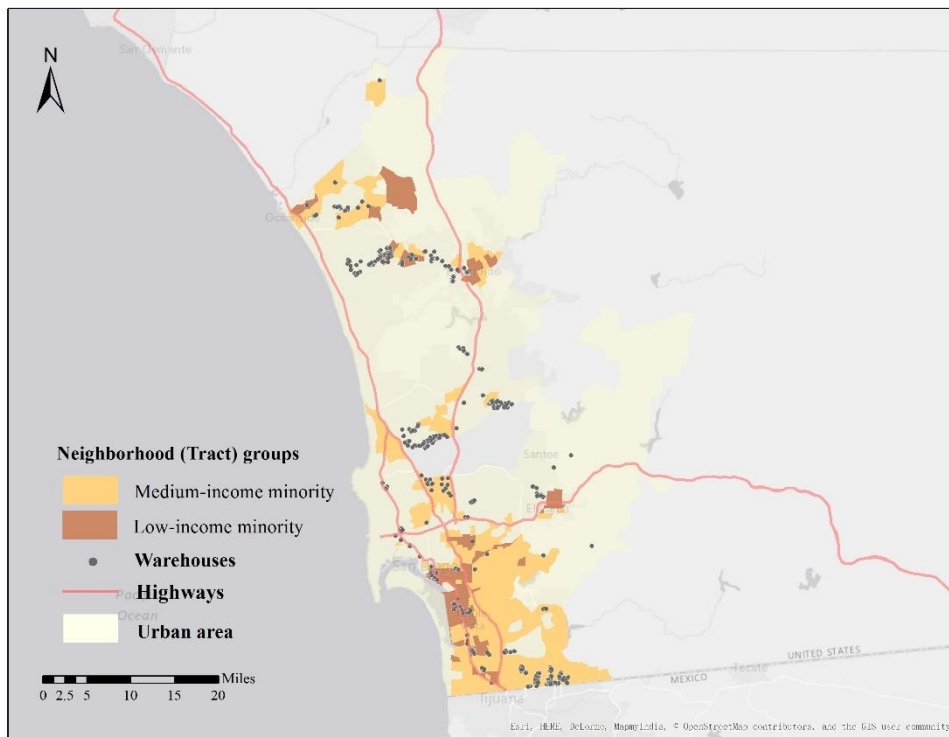 San Clemente
N
Oceanside
Neighborhood (Tract) groups
Medium-income minority
Low-income minority
Warehouses
Highways
Urban area
Santee
San Diego
Ocean
0 2.5 5 10 15 20 Miles
UNITED STATES
MEXICO
Tecate
Tijuana
Esri, HERE, DeLorme, MapmyIndia, © OpenStreetMap contributors, and the GIS user community